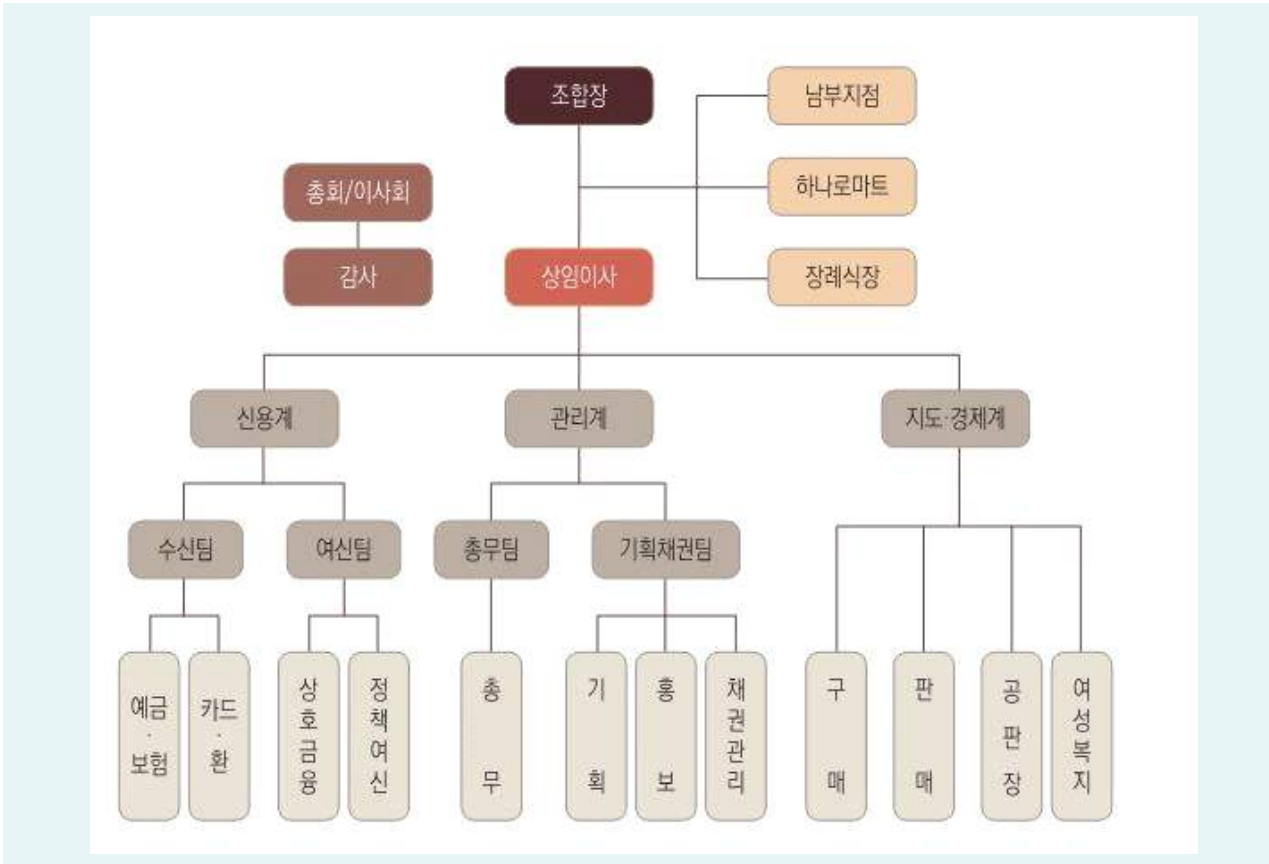 조합장
남부지점
총회/이사회
하나로마트
감사
상임이사
장례식장
신용계
관리계
지도·경제계
수신팀
여신팀
총무팀
기획채권팀
예금·보험
카드·환
상호금융
정책여신
총무
기획
홍보
채권관리
구매
판매
공판장
여성복지